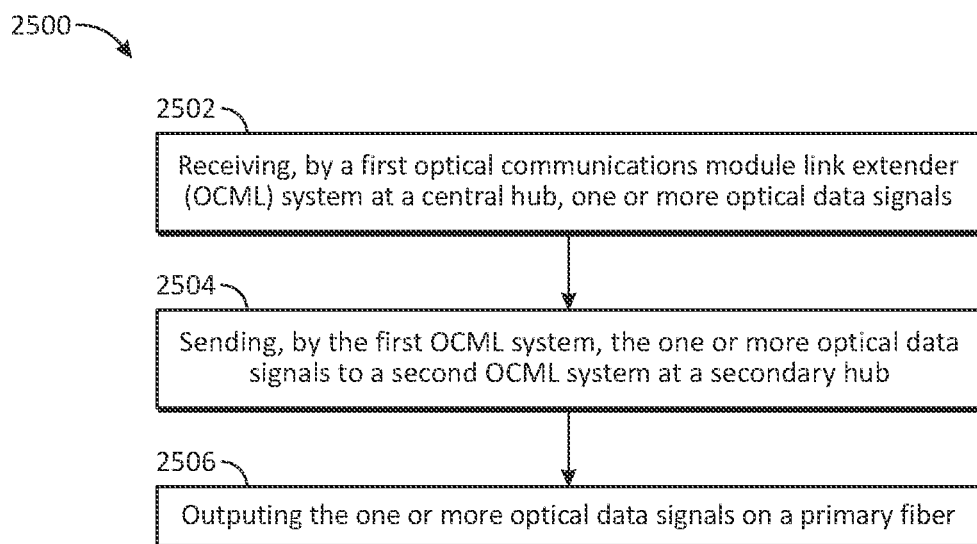 2500
2502
Receiving, by a first optical communications module link extender
(OCML) system at a central hub, one or more optical data signals
2504
Sending, by the first OCML system, the one or more optical data
signals to a second OCML system at a secondary hub
2506
Outputing the one or more optical data signals on a primary fiber